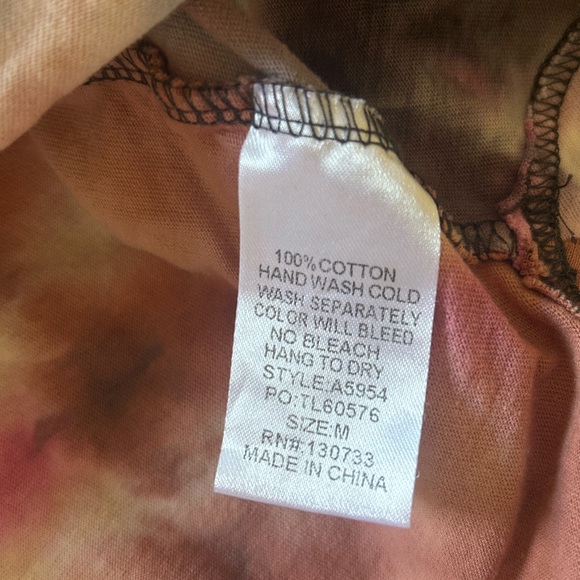 100% COTTON
HAND WASH COLD
WASH SEPARATELY
COLOR WILL BLEED
NO BLEACH
HANG TO DRY
STYLE:A5954
PO:TL60576
SIZE:M
RN#:130733
MADE IN CHINA